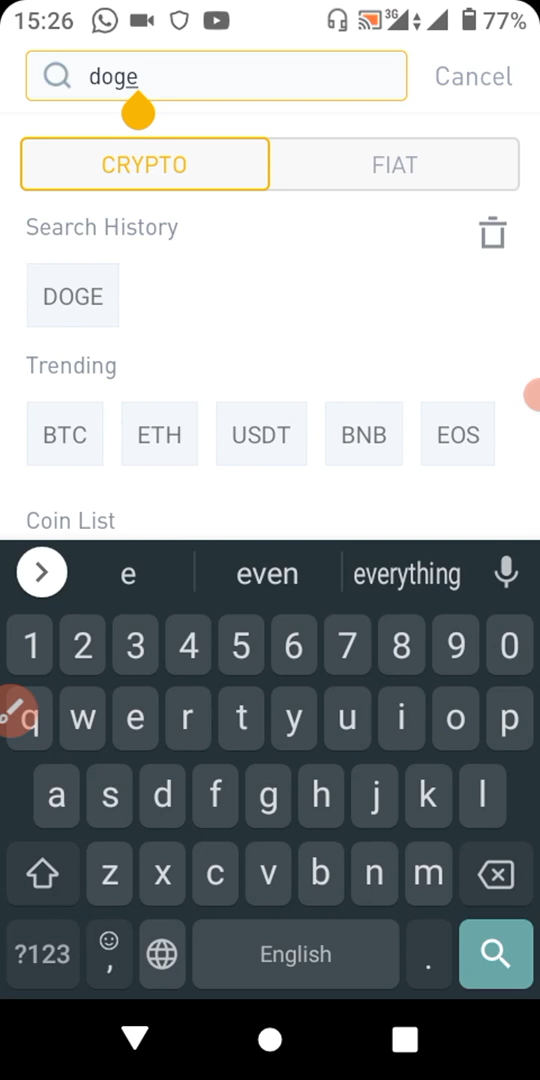 15:26 3G 77%
doge Cancel
CRYPTO FIAT
Search History
DOGE
Trending
BTC ETH USDT BNB EOS
Coin List
e even everything
1 2 3 4 5 6 7 8 9 0
q w e r t y u i o p
a s d f g h j k l
z x c v b n m
?123 , English .